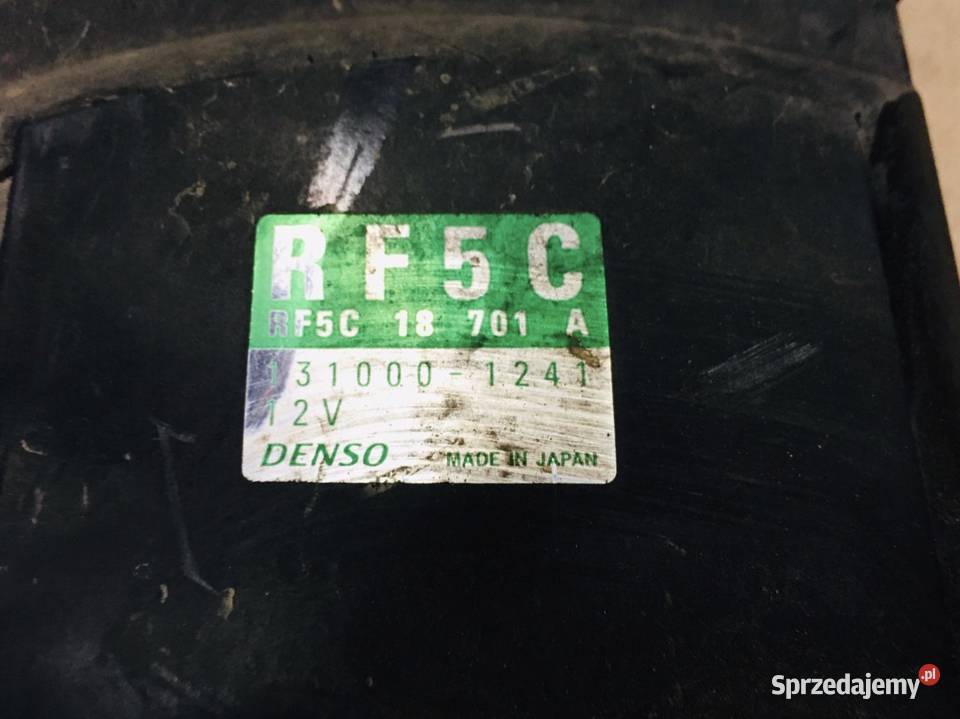 RF5C
RF5C 18 701 A
131000-1241
12V
DENSO MADE IN JAPAN
Sprzedajemy.pl